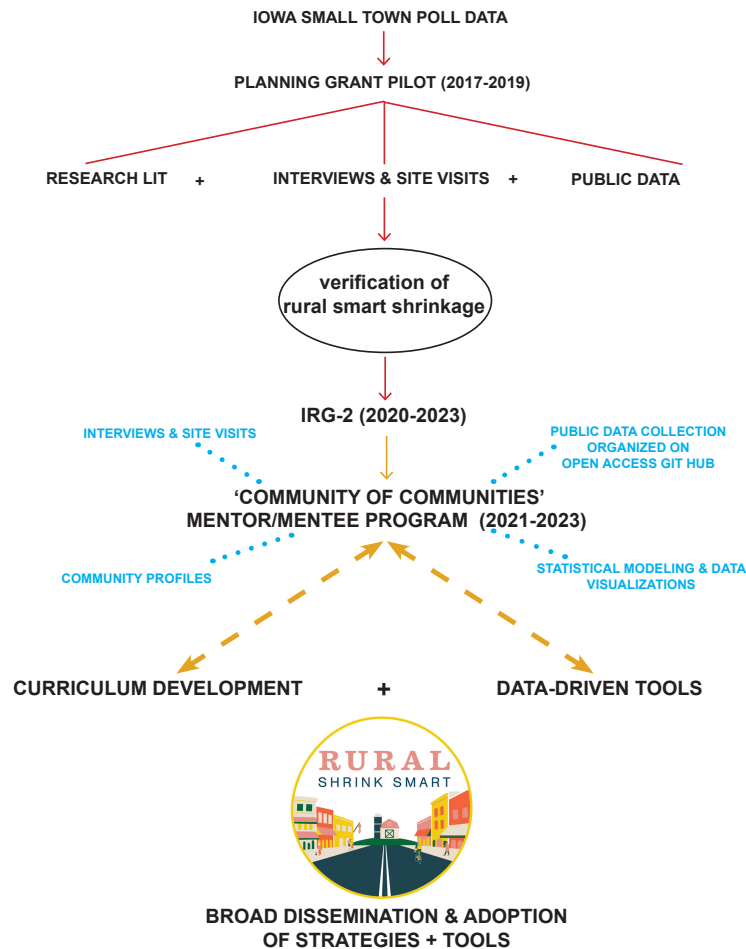 IOWA SMALL TOWN POLL DATA
PLANNING GRANT PILOT (2017-2019)
RESEARCH LIT + INTERVIEWS & SITE VISITS + PUBLIC DATA
verification of
rural smart shrinkage
IRG-2 (2020-2023)
INTERVIEWS & SITE VISITS
PUBLIC DATA COLLECTION
ORGANIZED ON
OPEN ACCESS GIT HUB
‘COMMUNITY OF COMMUNITIES’
MENTOR/MENTEE PROGRAM (2021-2023)
COMMUNITY PROFILES
STATISTICAL MODELING & DATA
VISUALIZATIONS
CURRICULUM DEVELOPMENT + DATA-DRIVEN TOOLS
RURAL
SHRINK SMART
BROAD DISSEMINATION & ADOPTION
OF STRATEGIES + TOOLS